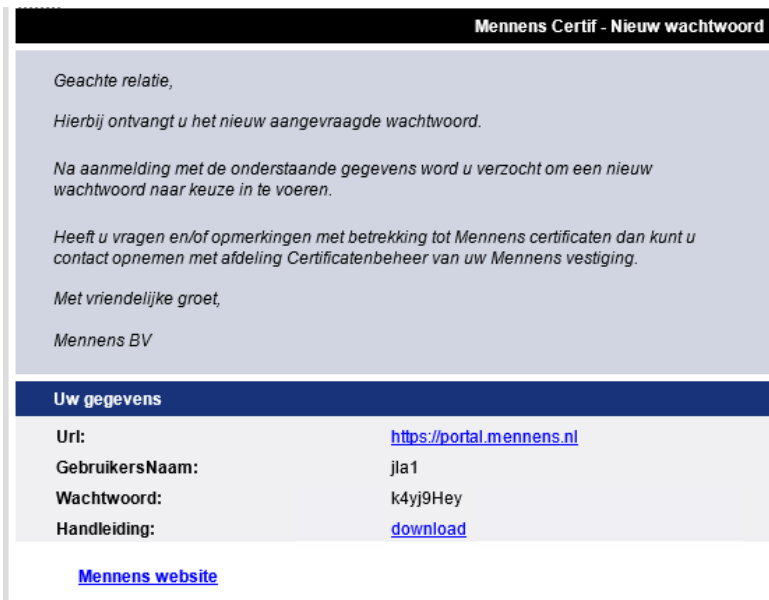 Mennens Certif - Nieuw wachtwoord
Geachte relatie,
Hierbij ontvangt u het nieuw aangevraagde wachtwoord.
Na aanmelding met de onderstaande gegevens word u verzocht om een nieuw
wachtwoord naar keuze in te voeren.
Heeft u vragen en/of opmerkingen met betrekking tot Mennens certificaten dan kunt u
contact opnemen met afdeling Certificatenbeheer van uw Mennens vestiging.
Met vriendelijke groet,
Mennens BV
Uw gegevens
Url: https://portal.mennens.nl
GebruikersNaam: jla1
Wachtwoord: k4yj9Hey
Handleiding: download
Mennens website